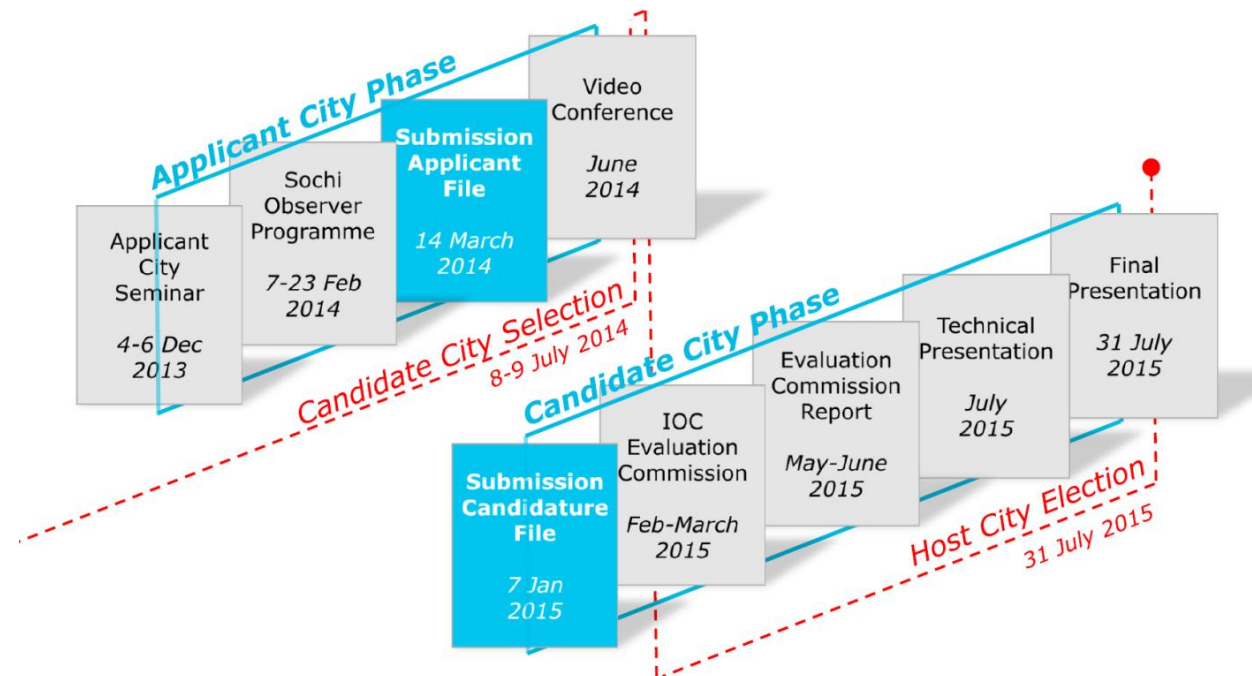 Applicant City Phase
Applicant
City
Seminar
4-6 Dec
2013
Sochi
Observer
Programme
7-23 Feb
2014
Submission
Applicant
File
14 March
2014
Video
Conference
June
2014
Candidate City Selection
8-9 July 2014
Candidate City Phase
Submission
Candidature
File
7 Jan
2015
IOC
Evaluation
Commission
Feb-March
2015
Evaluation
Commission
Report
May-June
2015
Technical
Presentation
July
2015
Final
Presentation
31 July
2015
Host City Election
31 July 2015